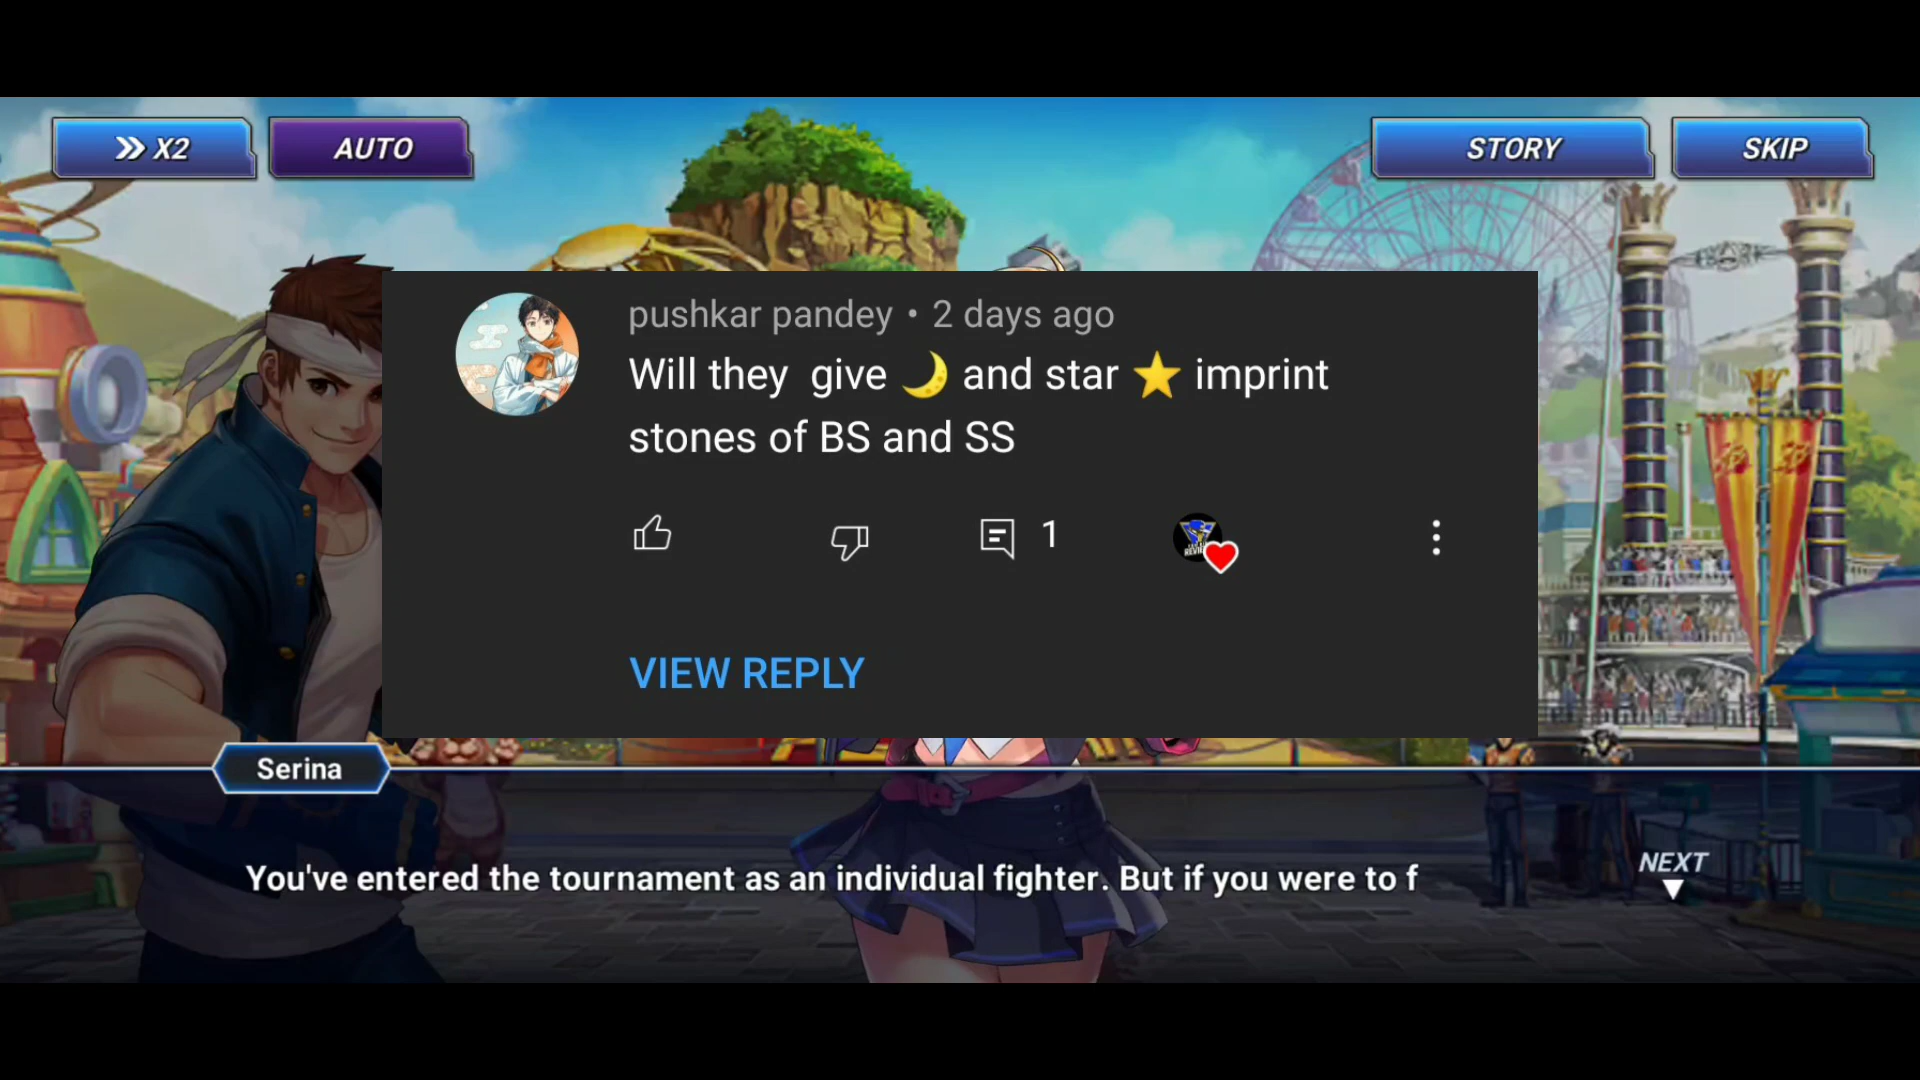 X2
AUTO
STORY
SKIP
pushkar pandey • 2 days ago
Will they give 🌙 and star ⭐ imprint
stones of BS and SS
1
VIEW REPLY
Serina
You've entered the tournament as an individual fighter. But if you were to f
NEXT